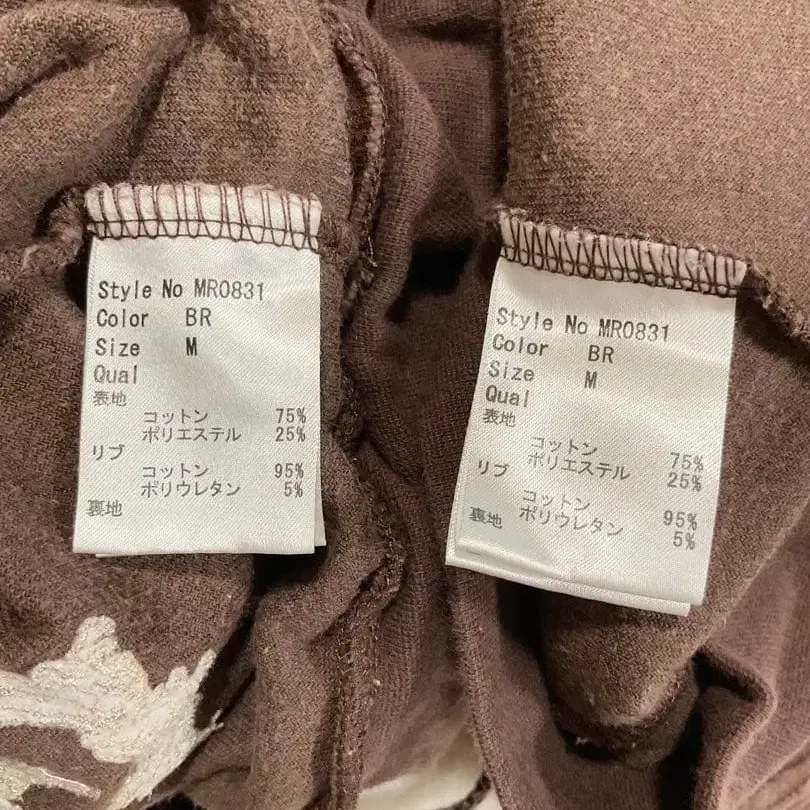 Style No MR0831
Color BR
Size M
Qual
表地
コットン 75%
ポリエステル 25%
リブ
コットン 95%
ポリウレタン 5%
裏地
Style No MR0831
Color BR
Size M
Qual
表地
コットン 75%
ポリエステル 25%
リブ
コットン 95%
ポリウレタン 5%
裏地